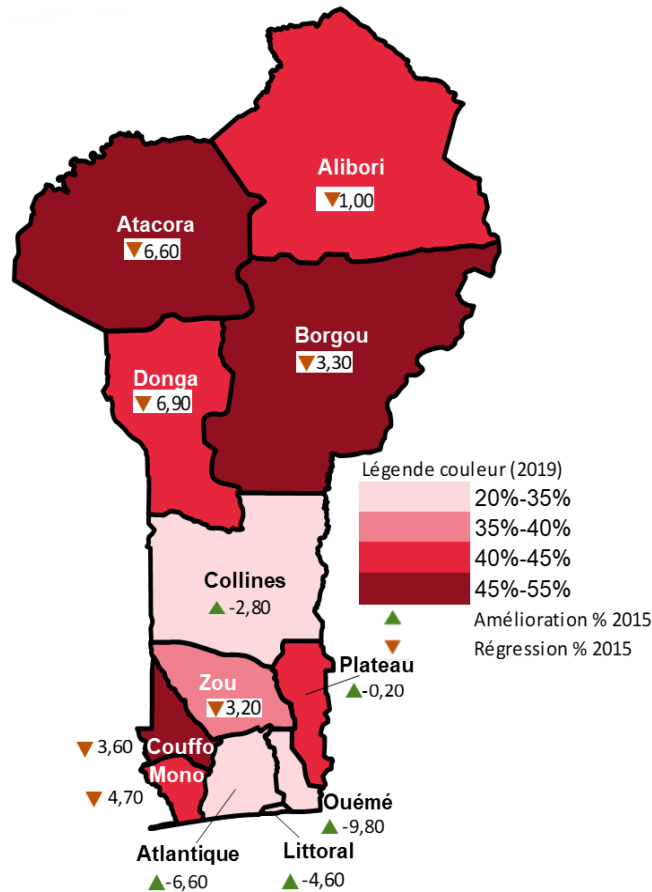 Alibori
▼1,00
Atacora
▼6,60
Borgou
▼3,30
Donga
▼ 6,90
Légende couleur (2019)
20%-35%
35%-40%
40%-45%
45%-55%
▲ Amélioration % 2015
▼ Régression % 2015
Collines
▲ -2,80
Plateau
▲-0,20
Zou
▼3,20
Couffo
▼ 3,60
Mono
▼ 4,70
Ouémé
▲ -9,80
Atlantique
▲-6,60
Littoral
▲ -4,60